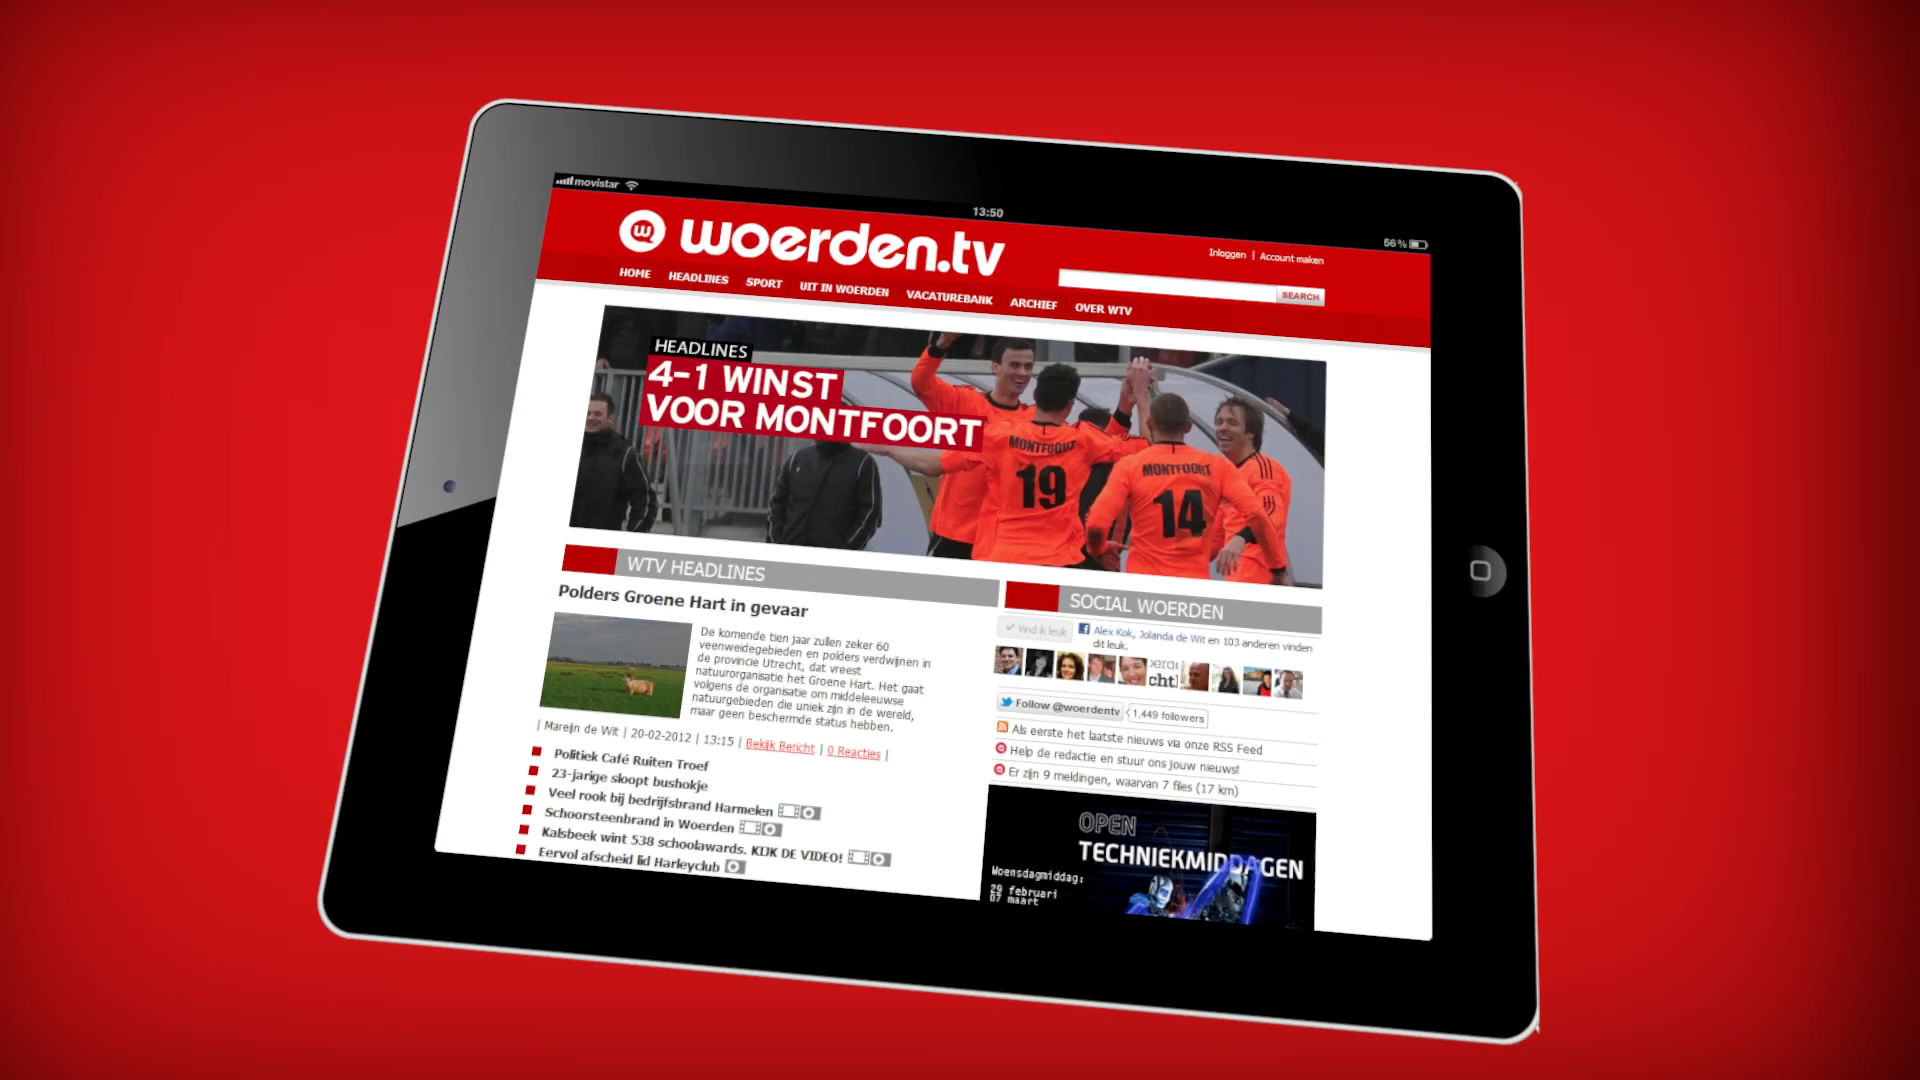 movistar
13:50
56%
woerden.tv
Inloggen | Account maken
SEARCH
HOME HEADLINES SPORT UIT IN WOERDEN VACATUREBANK ARCHIEF OVER WTV
HEADLINES
4-1 WINST
VOOR MONTFOORT
MONTFOORT
19
MONTFOORT
14
WTV HEADLINES
Polders Groene Hart in gevaar
De komende tien jaar zullen zeker 60
veenweidegebieden en polders verdwijnen in
de provincie Utrecht, dat vreest
natuurorganisatie het Groene Hart. Het gaat
volgens de organisatie om middeleeuwse
natuurgebieden die uniek zijn in de wereld,
maar geen beschermde status hebben.
| Marejin de Wit | 20-02-2012 | 13:15 | Bekijk Bericht | 0 Reacties |
Politiek Café Ruiten Troef
23-jarige sloopt bushokje
Veel rook bij bedrijfsbrand Harmelen
Schoorsteenbrand in Woerden
Kalsbeek wint 538 schoolawards. KIJK DE VIDEO!
Eervol afscheid lid Harleyclub
SOCIAL WOERDEN
Vind ik leuk
Alex Kok, Jolanda de Wit en 103 anderen vinden
dit leuk.
Follow @woerdentv 1,449 followers
Als eerste het laatste nieuws via onze RSS Feed
Help de redactie en stuur ons jouw nieuws!
Er zijn 9 meldingen, waarvan 7 files (17 km)
OPEN
TECHNIEKMIDDAGEN
Woensdagmiddag:
29 februari
07 maart